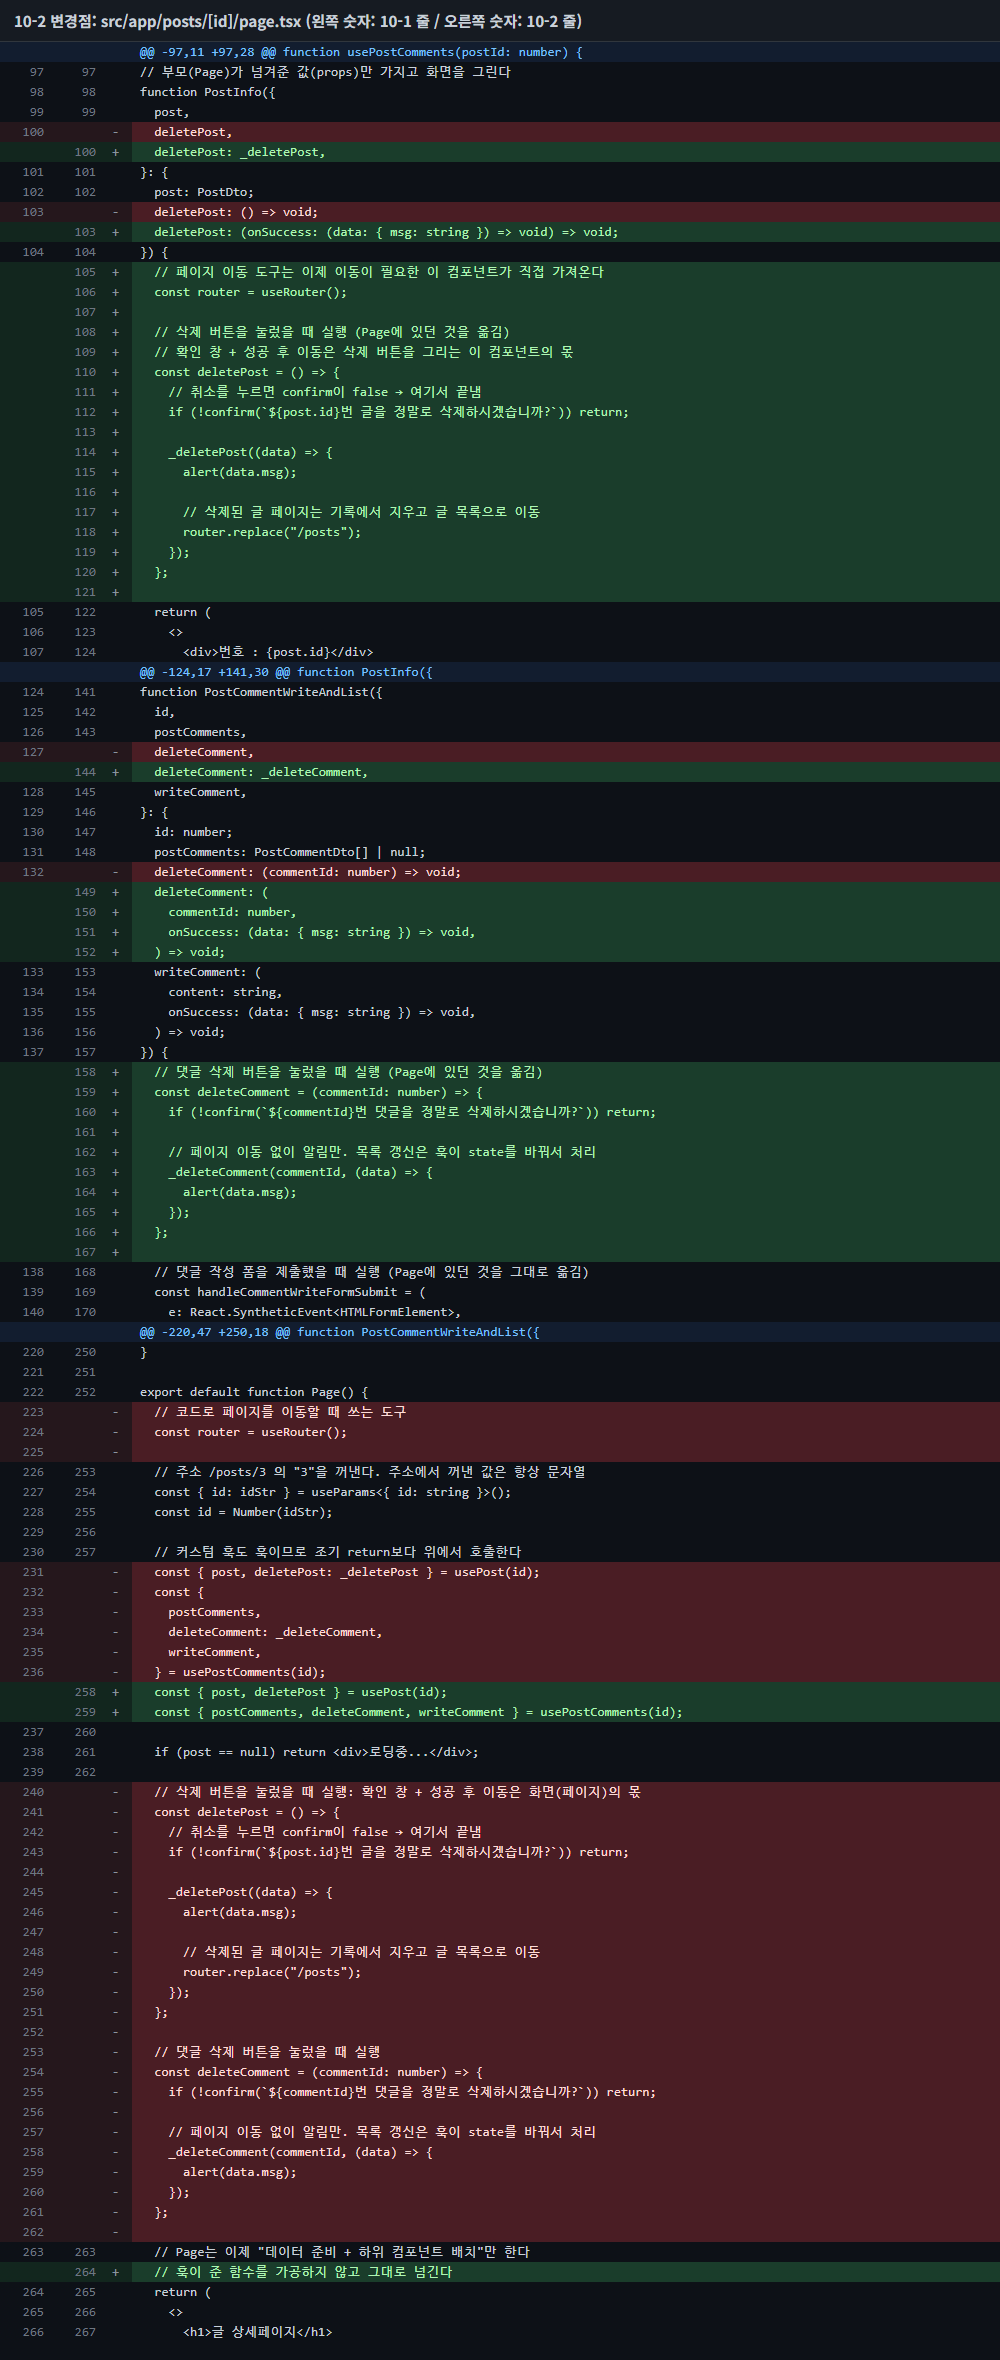 10-2 변경점: src/app/posts/[id]/page.tsx (왼쪽 숫자: 10-1 줄 / 오른쪽 숫자: 10-2 줄)
@@ -97,11 +97,28 @@ function usePostComments(postId: number) {
97 97 // 부모(Page)가 넘겨준 값(props)만 가지고 화면을 그린다
98 98 function PostInfo({
99 99 post,
100 - deletePost,
100 + deletePost: _deletePost,
101 101 }: {
102 102 post: PostDto;
103 - deletePost: () => void;
103 + deletePost: (onSuccess: (data: { msg: string }) => void) => void;
104 104 }) {
105 + // 페이지 이동 도구는 이제 이동이 필요한 이 컴포넌트가 직접 가져온다
106 + const router = useRouter();
107 +
108 + // 삭제 버튼을 눌렀을 때 실행 (Page에 있던 것을 옮김)
109 + // 확인 창 + 성공 후 이동은 삭제 버튼을 그리는 이 컴포넌트의 몫
110 + const deletePost = () => {
111 + // 취소를 누르면 confirm이 false → 여기서 끝냄
112 + if (!confirm(`${post.id}번 글을 정말로 삭제하시겠습니까?`)) return;
113 +
114 + _deletePost((data) => {
115 + alert(data.msg);
116 +
117 + // 삭제된 글 페이지는 기록에서 지우고 글 목록으로 이동
118 + router.replace("/posts");
119 + });
120 + };
121 +
105 122 return (
106 123 <>
107 124 <div>번호 : {post.id}</div>
@@ -124,17 +141,30 @@ function PostInfo({
124 141 function PostCommentWriteAndList({
125 142 id,
126 143 postComments,
127 - deleteComment,
144 + deleteComment: _deleteComment,
128 145 writeComment,
129 146 }: {
130 147 id: number;
131 148 postComments: PostCommentDto[] | null;
132 - deleteComment: (commentId: number) => void;
149 + deleteComment: (
150 + commentId: number,
151 + onSuccess: (data: { msg: string }) => void,
152 + ) => void;
133 153 writeComment: (
134 154 content: string,
135 155 onSuccess: (data: { msg: string }) => void,
136 156 ) => void;
137 157 }) {
158 + // 댓글 삭제 버튼을 눌렀을 때 실행 (Page에 있던 것을 옮김)
159 + const deleteComment = (commentId: number) => {
160 + if (!confirm(`${commentId}번 댓글을 정말로 삭제하시겠습니까?`)) return;
161 +
162 + // 페이지 이동 없이 알림만. 목록 갱신은 훅이 state를 바꿔서 처리
163 + _deleteComment(commentId, (data) => {
164 + alert(data.msg);
165 + });
166 + };
167 +
138 168 // 댓글 작성 폼을 제출했을 때 실행 (Page에 있던 것을 그대로 옮김)
139 169 const handleCommentWriteFormSubmit = (
140 170 e: React.SyntheticEvent<HTMLFormElement>,
@@ -220,47 +250,18 @@ function PostCommentWriteAndList({
220 250 }
221 251
222 252 export default function Page() {
223 - // 코드로 페이지를 이동할 때 쓰는 도구
224 - const router = useRouter();
225 -
226 253 // 주소 /posts/3 의 "3"을 꺼낸다. 주소에서 꺼낸 값은 항상 문자열
227 254 const { id: idStr } = useParams<{ id: string }>();
228 255 const id = Number(idStr);
229 256
230 257 // 커스텀 훅도 훅이므로 조기 return보다 위에서 호출한다
231 - const { post, deletePost: _deletePost } = usePost(id);
232 - const {
233 - postComments,
234 - deleteComment: _deleteComment,
235 - writeComment,
236 - } = usePostComments(id);
258 + const { post, deletePost } = usePost(id);
259 + const { postComments, deleteComment, writeComment } = usePostComments(id);
237 260
238 261 if (post == null) return <div>로딩중...</div>;
239 262
240 - // 삭제 버튼을 눌렀을 때 실행: 확인 창 + 성공 후 이동은 화면(페이지)의 몫
241 - const deletePost = () => {
242 - // 취소를 누르면 confirm이 false → 여기서 끝냄
243 - if (!confirm(`${post.id}번 글을 정말로 삭제하시겠습니까?`)) return;
244 -
245 - _deletePost((data) => {
246 - alert(data.msg);
247 -
248 - // 삭제된 글 페이지는 기록에서 지우고 글 목록으로 이동
249 - router.replace("/posts");
250 - });
251 - };
252 -
253 - // 댓글 삭제 버튼을 눌렀을 때 실행
254 - const deleteComment = (commentId: number) => {
255 - if (!confirm(`${commentId}번 댓글을 정말로 삭제하시겠습니까?`)) return;
256 -
257 - // 페이지 이동 없이 알림만. 목록 갱신은 훅이 state를 바꿔서 처리
258 - _deleteComment(commentId, (data) => {
259 - alert(data.msg);
260 - });
261 - };
262 -
263 263 // Page는 이제 "데이터 준비 + 하위 컴포넌트 배치"만 한다
264 + // 훅이 준 함수를 가공하지 않고 그대로 넘긴다
264 265 return (
265 266 <>
266 267 <h1>글 상세페이지</h1>